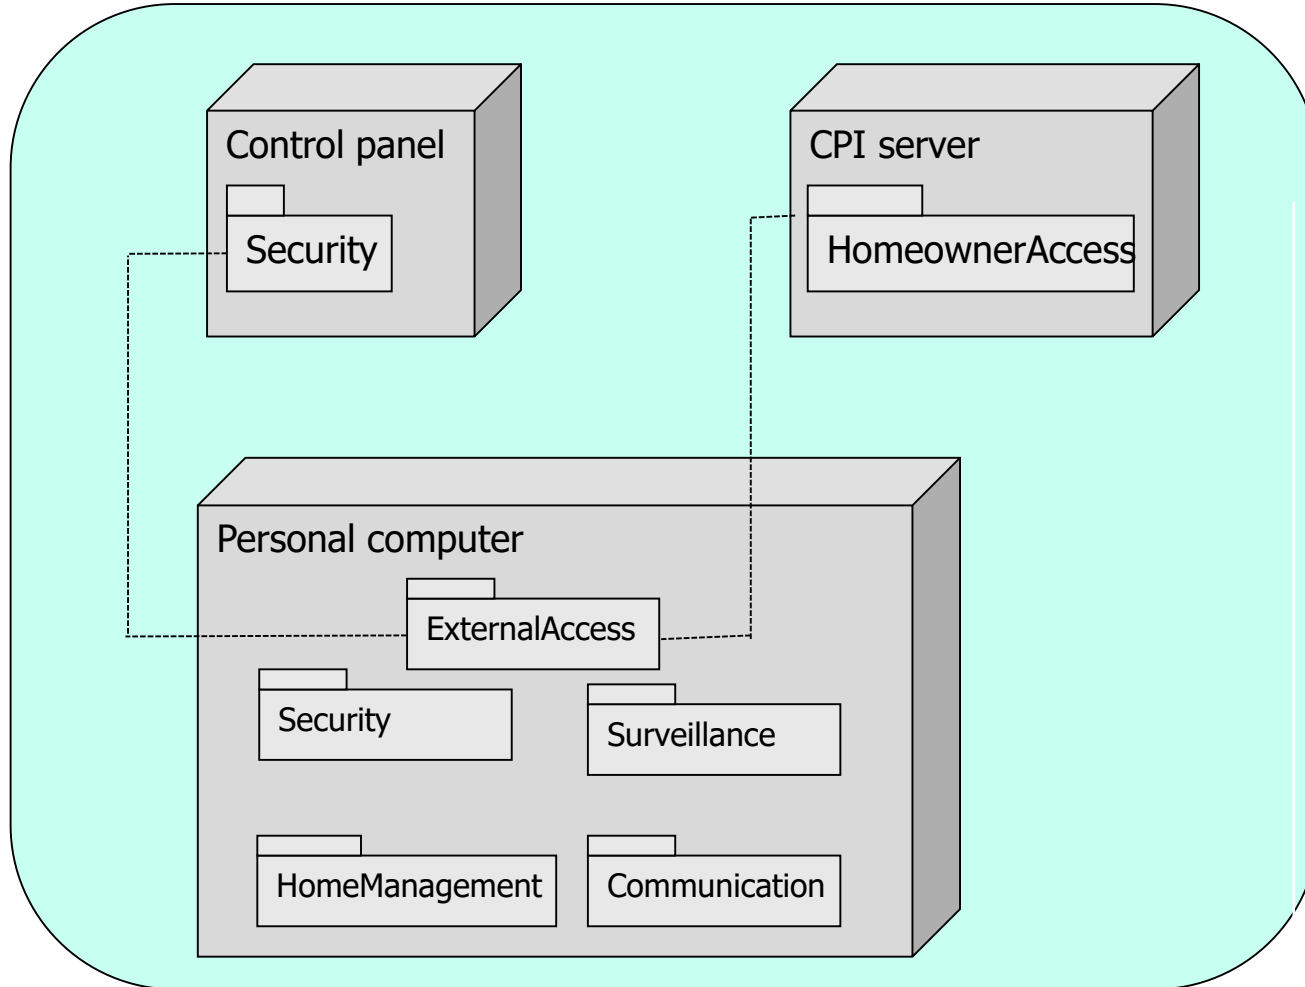 Control panel
Security
CPI server
HomeownerAccess
Personal computer
ExternalAccess
Security
Surveillance
HomeManagement
Communication